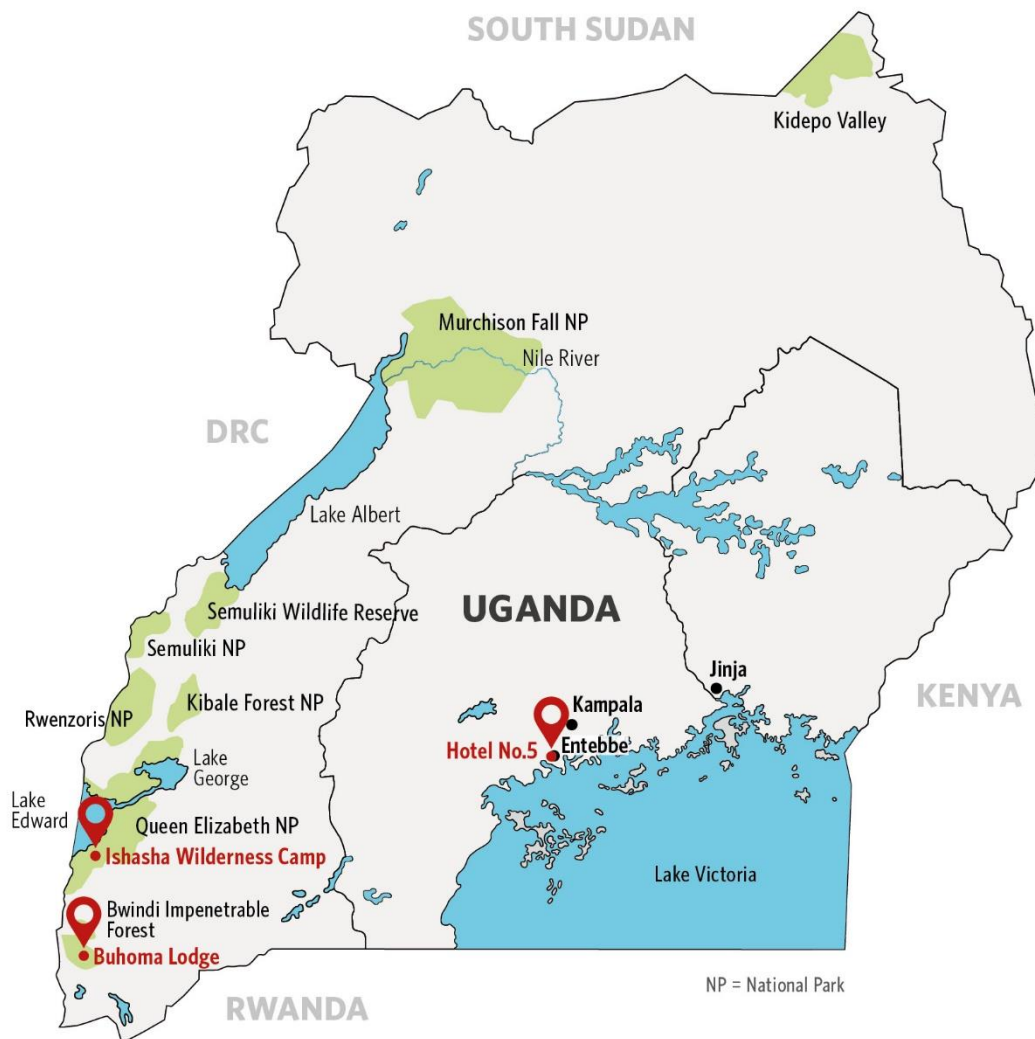 SOUTH SUDAN
Kidepo Valley
Murchison Fall NP
Nile River
DRC
Lake Albert
Semuliki Wildlife Reserve
UGANDA
Semuliki NP
Jinja
KENYA
Kibale Forest NP
Rwenzoris NP
Kampala
Entebbe
Hotel No.5
Lake
George
Lake
Edward
Queen Elizabeth NP
Ishasha Wilderness Camp
Lake Victoria
Bwindi Impenetrable
Forest
Buhoma Lodge
NP = National Park
RWANDA